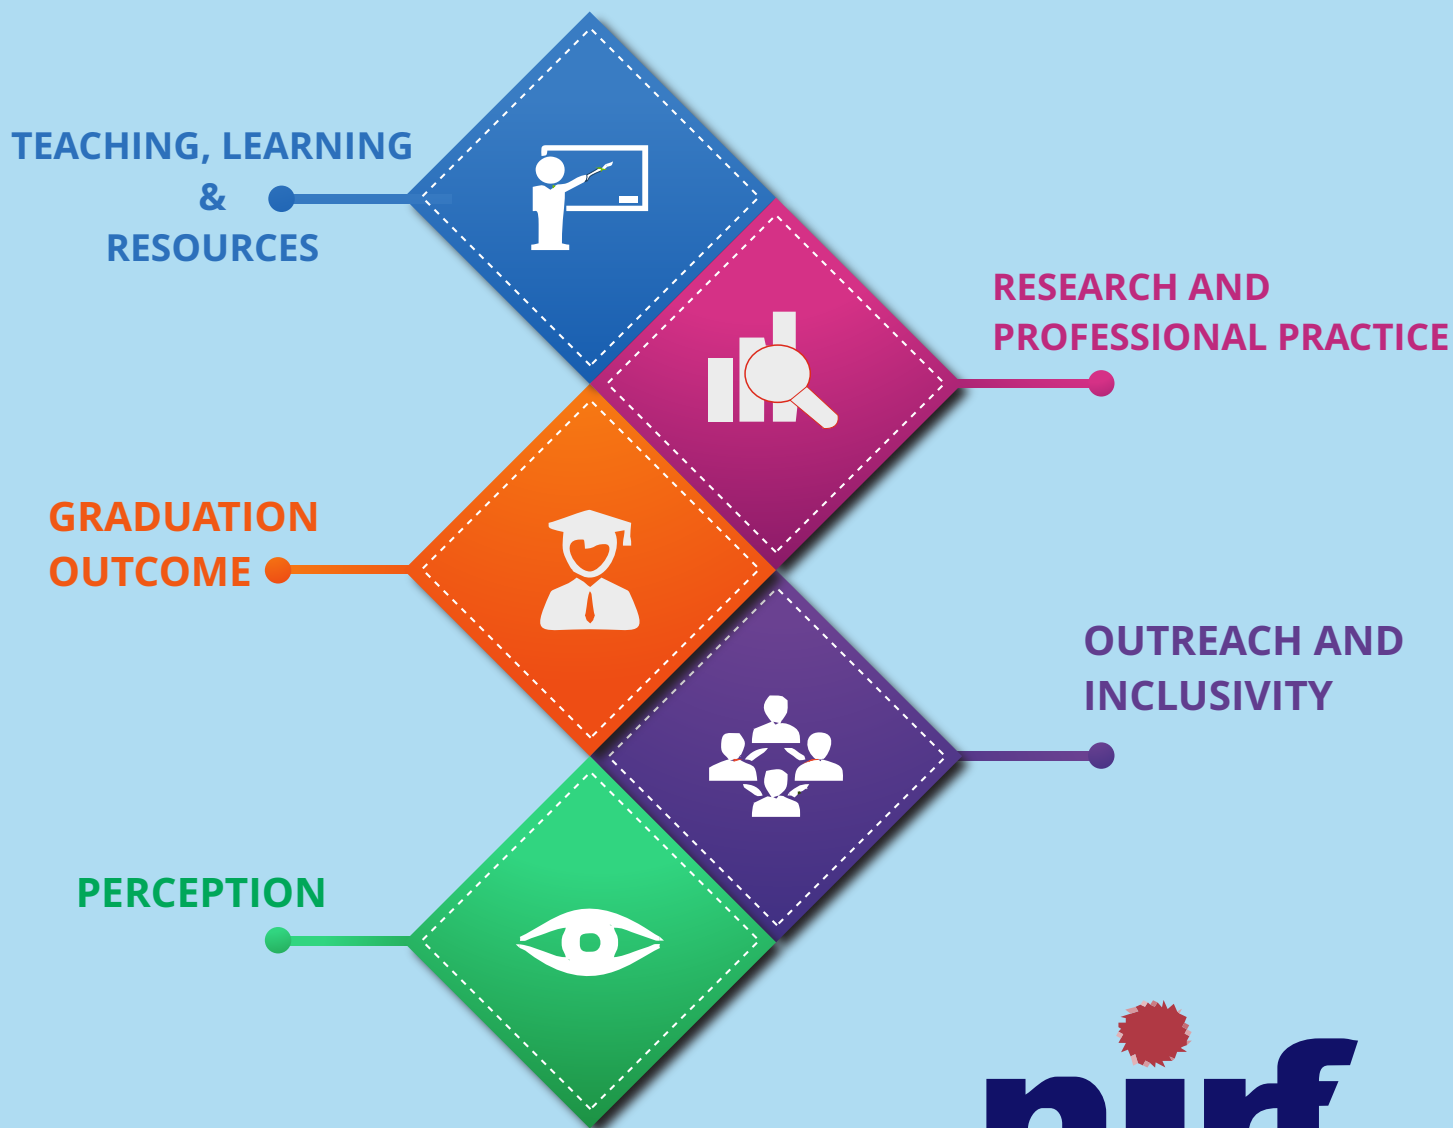 TEACHING, LEARNING
&
RESOURCES
RESEARCH AND
PROFESSIONAL PRACTICE
GRADUATION
OUTCOME
OUTREACH AND
INCLUSIVITY
PERCEPTION
nirf